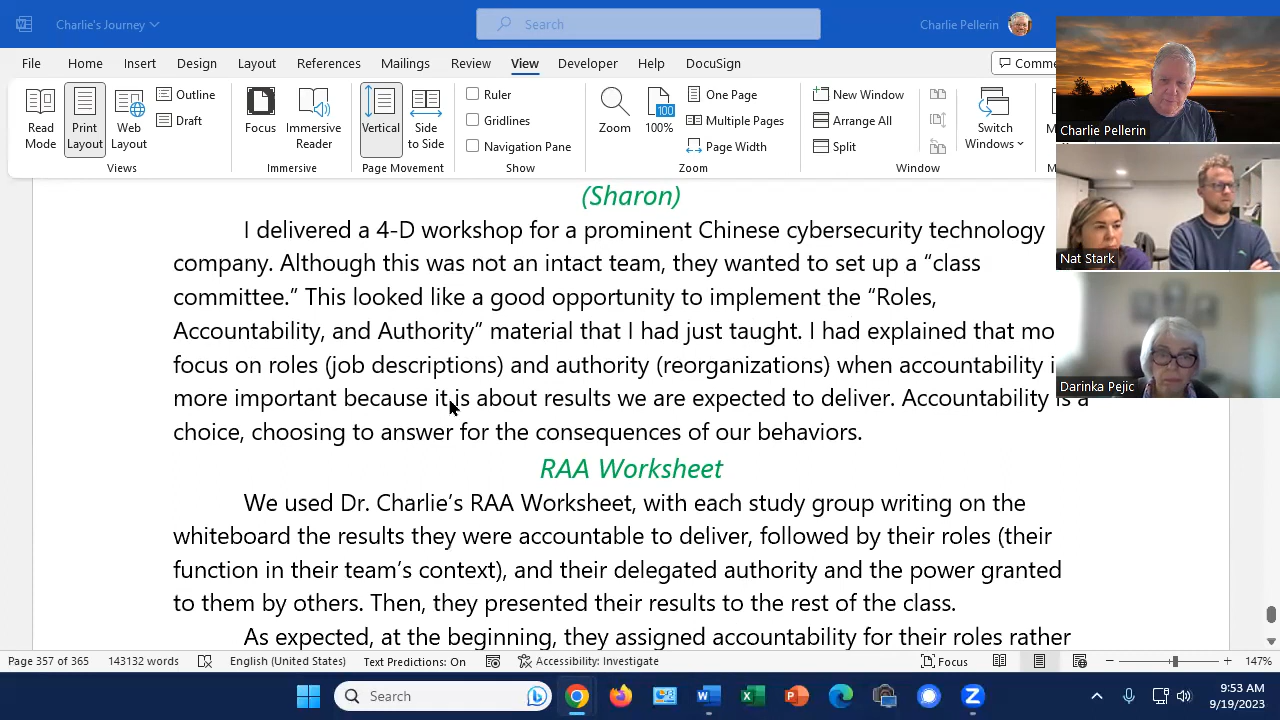 Charlie's Journey
Search
Charlie Pellerin
File Home Insert Design Layout References Mailings Review View Developer Help DocuSign
Comme
Read Mode
Print Layout
Web Layout
Outline
Draft
Views
Focus
Immersive Reader
Immersive
Vertical
Side to Side
Page Movement
Ruler
Gridlines
Navigation Pane
Show
Zoom
100
100%
One Page
Multiple Pages
Page Width
Zoom
New Window
Arrange All
Split
Switch Windows
Window
M
Charlie Pellerin
Nat Stark
Darinka Pejic
(Sharon)
I delivered a 4-D workshop for a prominent Chinese cybersecurity technology
company. Although this was not an intact team, they wanted to set up a “class
committee.” This looked like a good opportunity to implement the “Roles,
Accountability, and Authority” material that I had just taught. I had explained that mo
focus on roles (job descriptions) and authority (reorganizations) when accountability i
more important because it is about results we are expected to deliver. Accountability is a
choice, choosing to answer for the consequences of our behaviors.
RAA Worksheet
We used Dr. Charlie’s RAA Worksheet, with each study group writing on the
whiteboard the results they were accountable to deliver, followed by their roles (their
function in their team’s context), and their delegated authority and the power granted
to them by others. Then, they presented their results to the rest of the class.
As expected, at the beginning, they assigned accountability for their roles rather
Page 357 of 365 143132 words English (United States) Text Predictions: On Accessibility: Investigate Focus 147%
Search
9:53 AM
9/19/2023